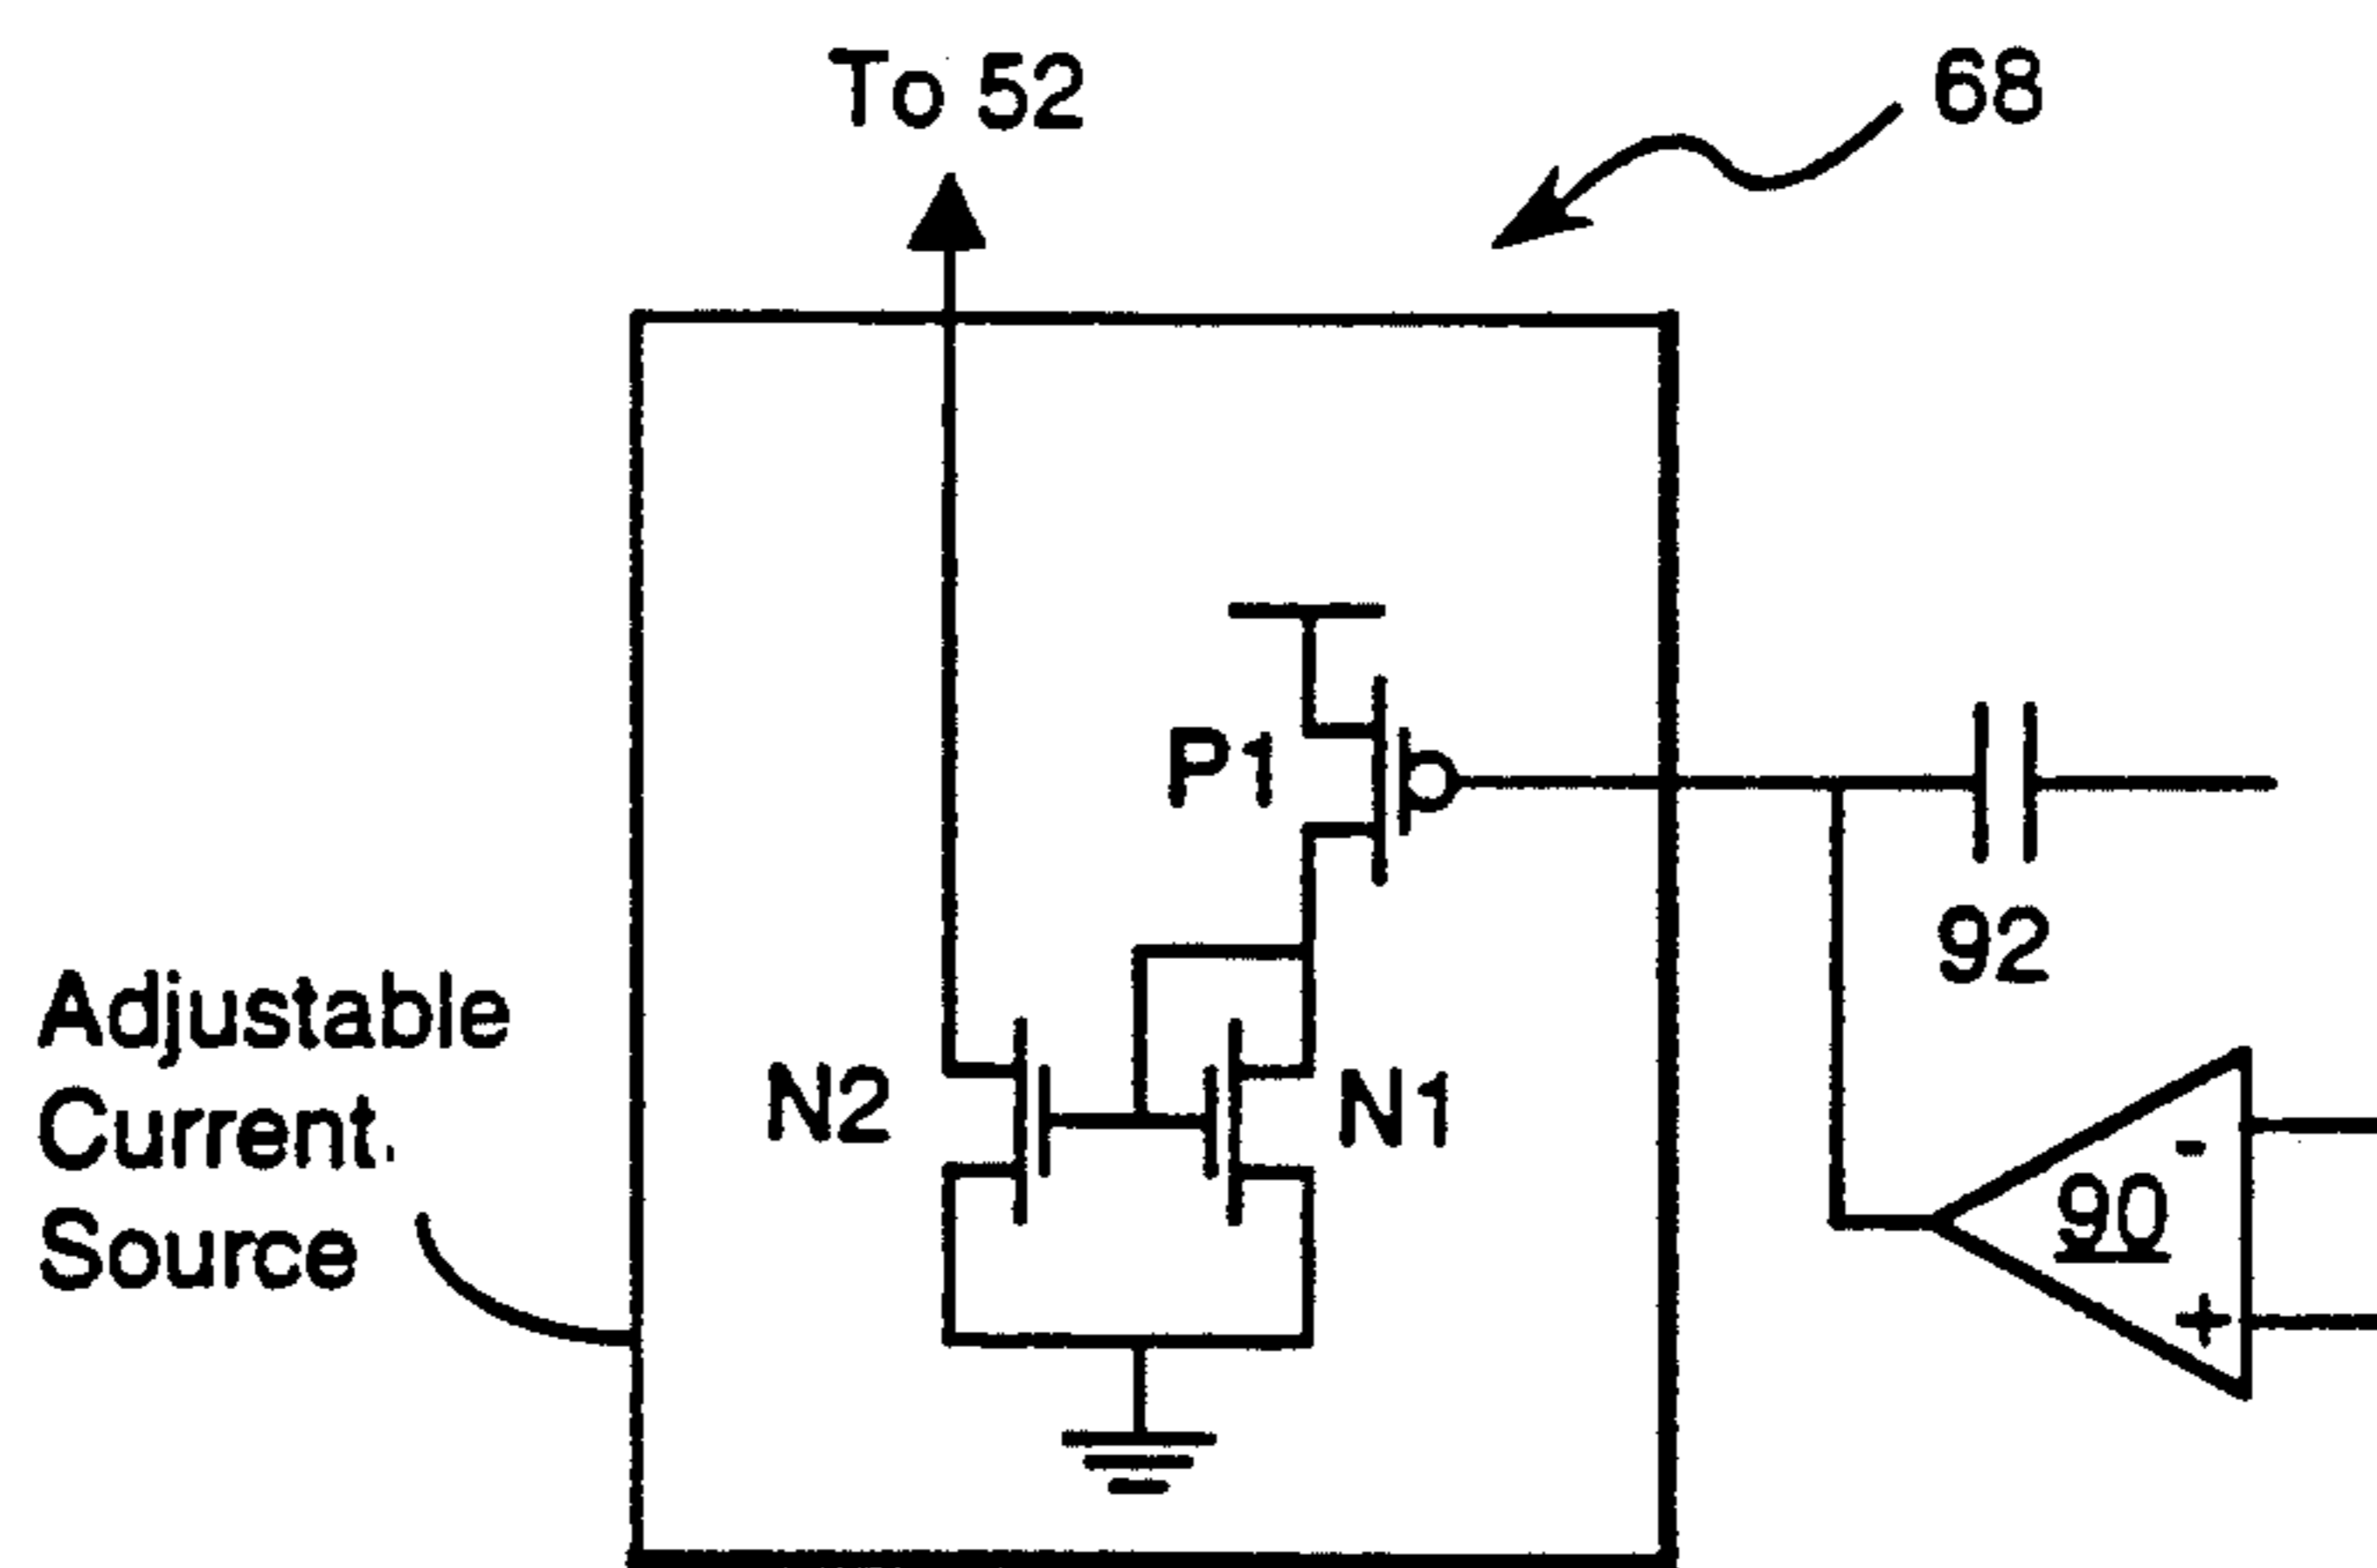 To 52
68
P1
92
Adjustable
Current
Source
N2
N1
-
90
+